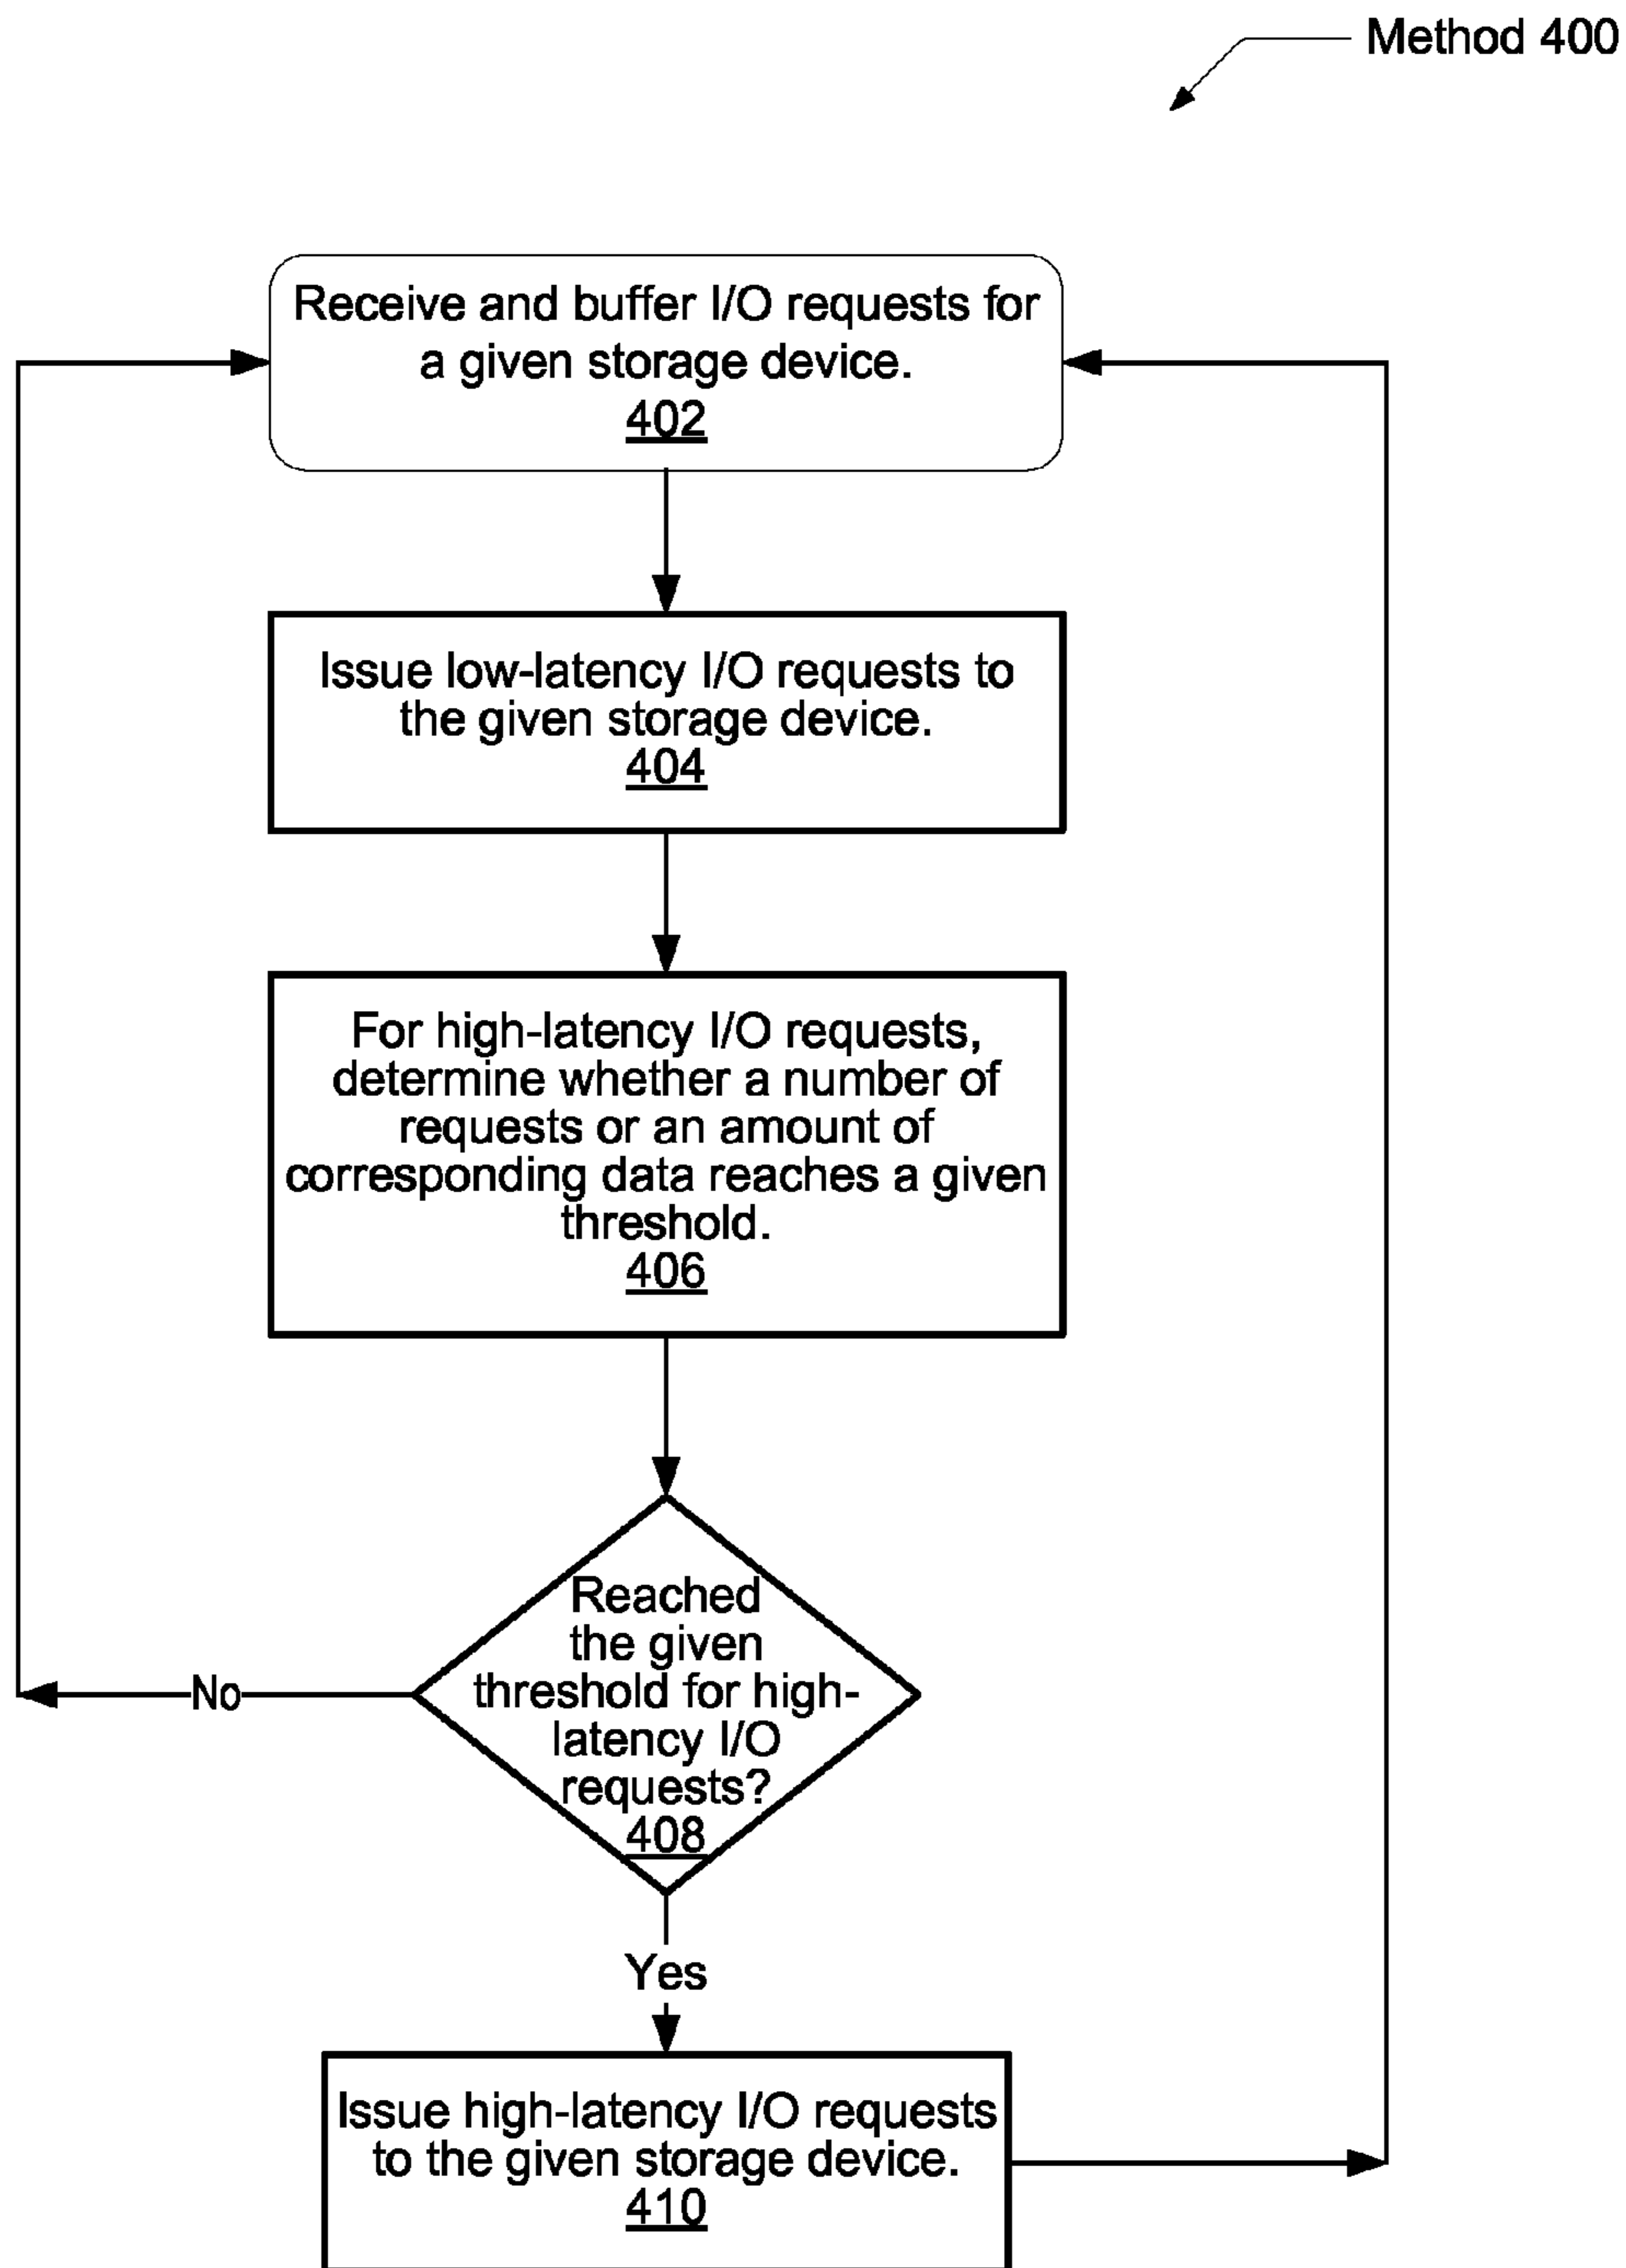 Method 400
Receive and buffer I/O requests for
a given storage device.
402
Issue low-latency I/O requests to
the given storage device.
404
For high-latency I/O requests,
determine whether a number of
requests or an amount of
corresponding data reaches a given
threshold.
406
Reached
the given
threshold for high-
latency I/O
requests?
408
No
Yes
Issue high-latency I/O requests
to the given storage device.
410